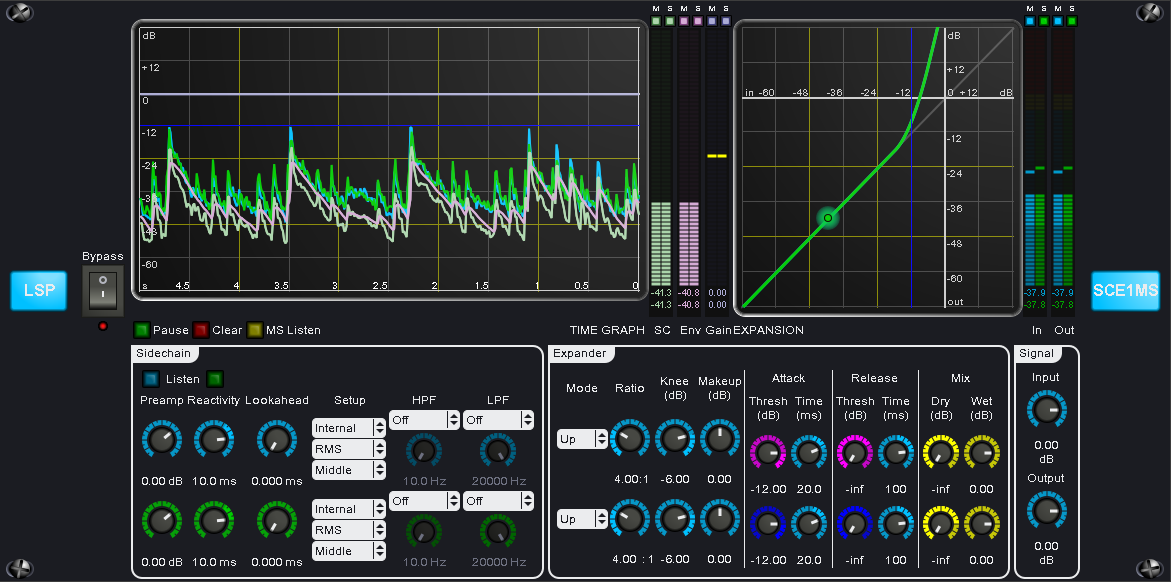 M S M S M S
M S M S
dB
+12
0
-12
-24
-36
-48
-60
s 4.5 4 3.5 3 2.5 2 1.5 1 0.5 0
-41.3 -40.8 0.00
-41.3 -40.8 0.00
dB
+12
in -60 -48 -36 -24 -12 0 +12 dB
-12
-24
-36
-48
-60
out
-37.9 -37.9
-37.8 -37.8
Bypass
LSP
SCE1MS
Pause Clear MS Listen
TIME GRAPH SC Env Gain EXPANSION In Out
Sidechain
Listen
Preamp Reactivity Lookahead Setup HPF LPF
Internal
RMS
Middle
Off Off
0.00 dB 10.0 ms 0.000 ms 10.0 Hz 20000 Hz
Internal
RMS
Middle
Off Off
0.00 dB 10.0 ms 0.000 ms 10.0 Hz 20000 Hz
Expander
Mode Ratio Knee (dB) Makeup (dB)
Attack Release Mix
Thresh (dB) Time (ms) Thresh (dB) Time (ms) Dry (dB) Wet (dB)
Up
4.00:1 -6.00 0.00 -12.00 20.0 -inf 100 -inf 0.00
Up
4.00 : 1 -6.00 0.00 -12.00 20.0 -inf 100 -inf 0.00
Signal
Input
0.00
dB
Output
0.00
dB